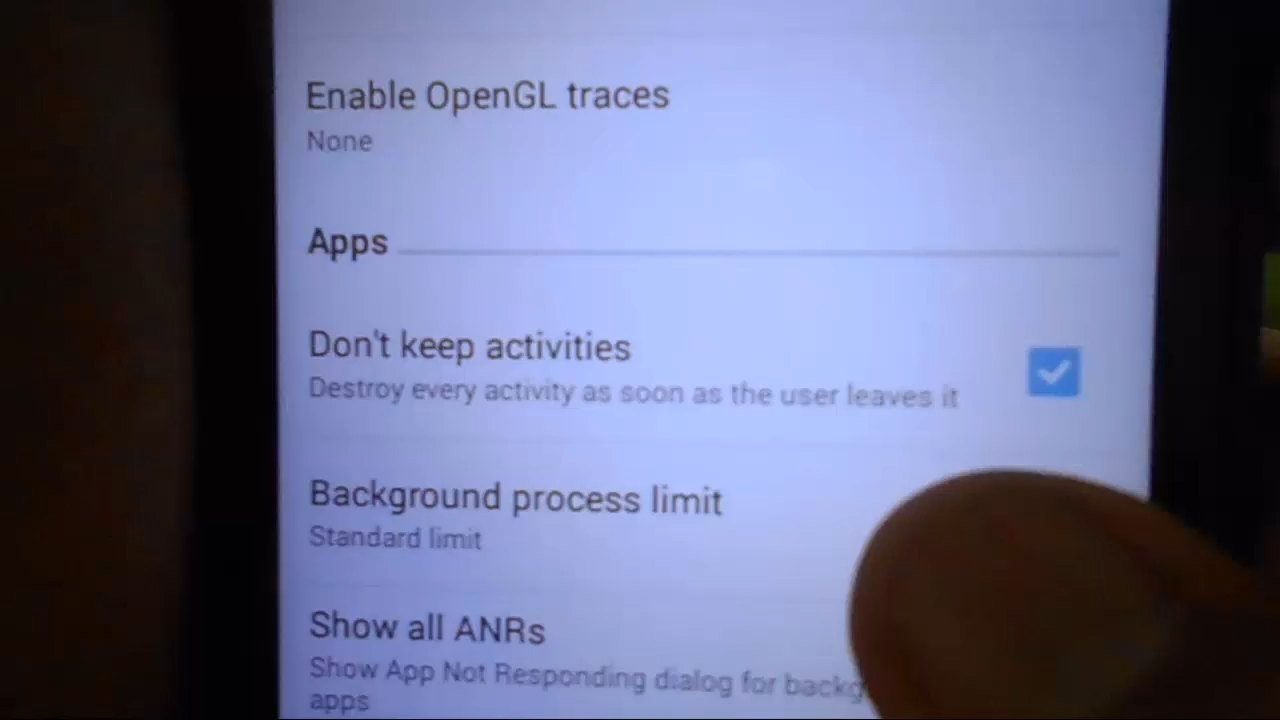 Enable OpenGL traces
None
Apps
Don't keep activities
Destroy every activity as soon as the user leaves it
Background process limit
Standard limit
Show all ANRs
Show App Not Responding dialog for backg
apps